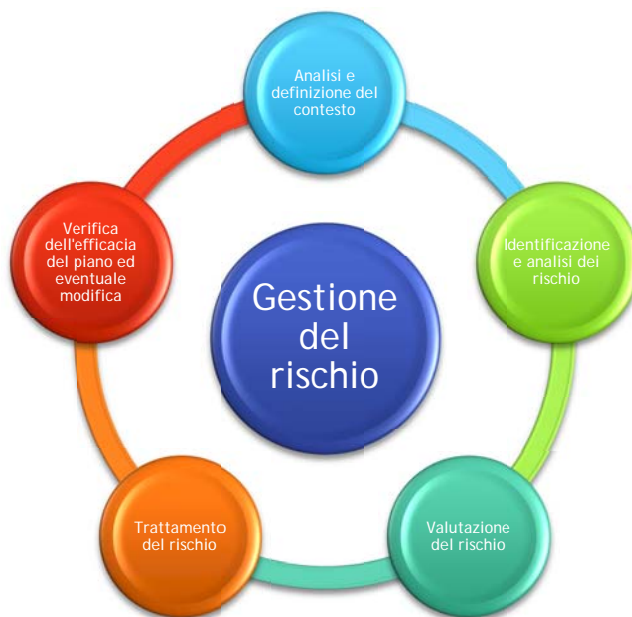 Analisi e
definizione del
contesto
Identificazione
e analisi dei
rischio
Valutazione
del rischio
Trattamento
del rischio
Verifica
dell'efficacia
del piano ed
eventuale
modifica
Gestione
del
rischio